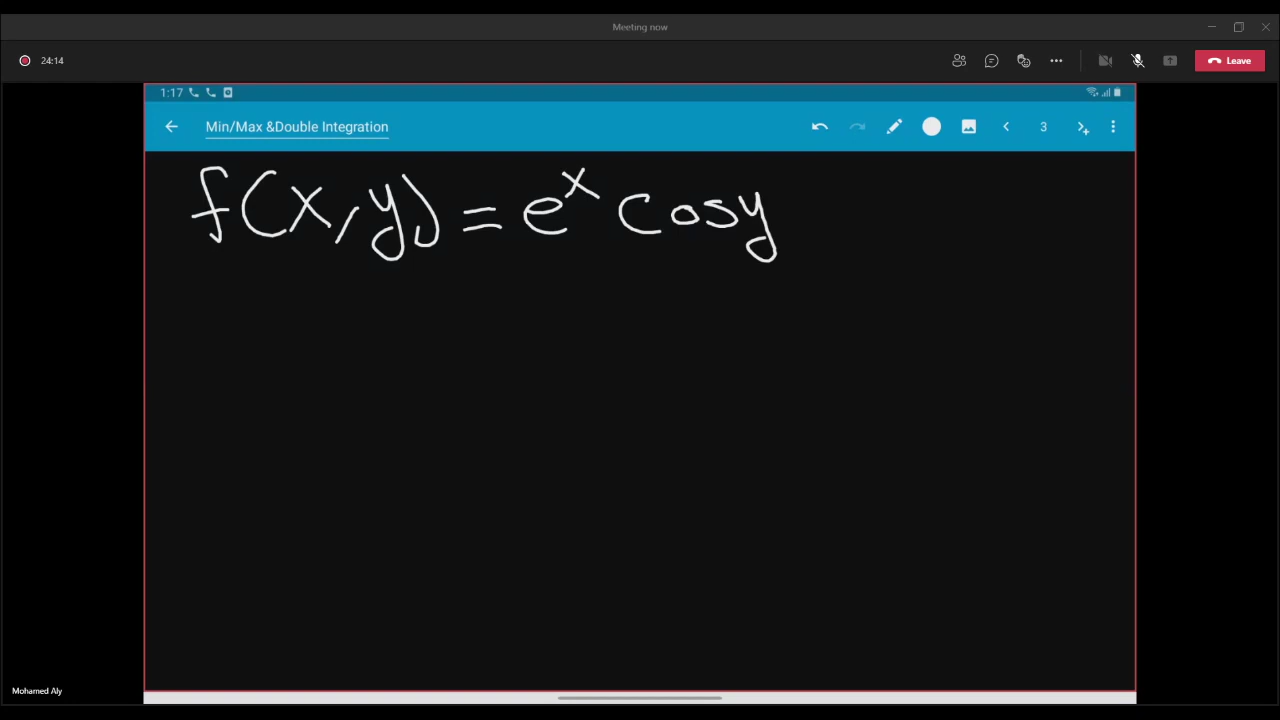 Meeting now
24:14
Leave
1:17
Min/Max &Double Integration
3
f(x,y) = e^x cosy
Mohamed Aly